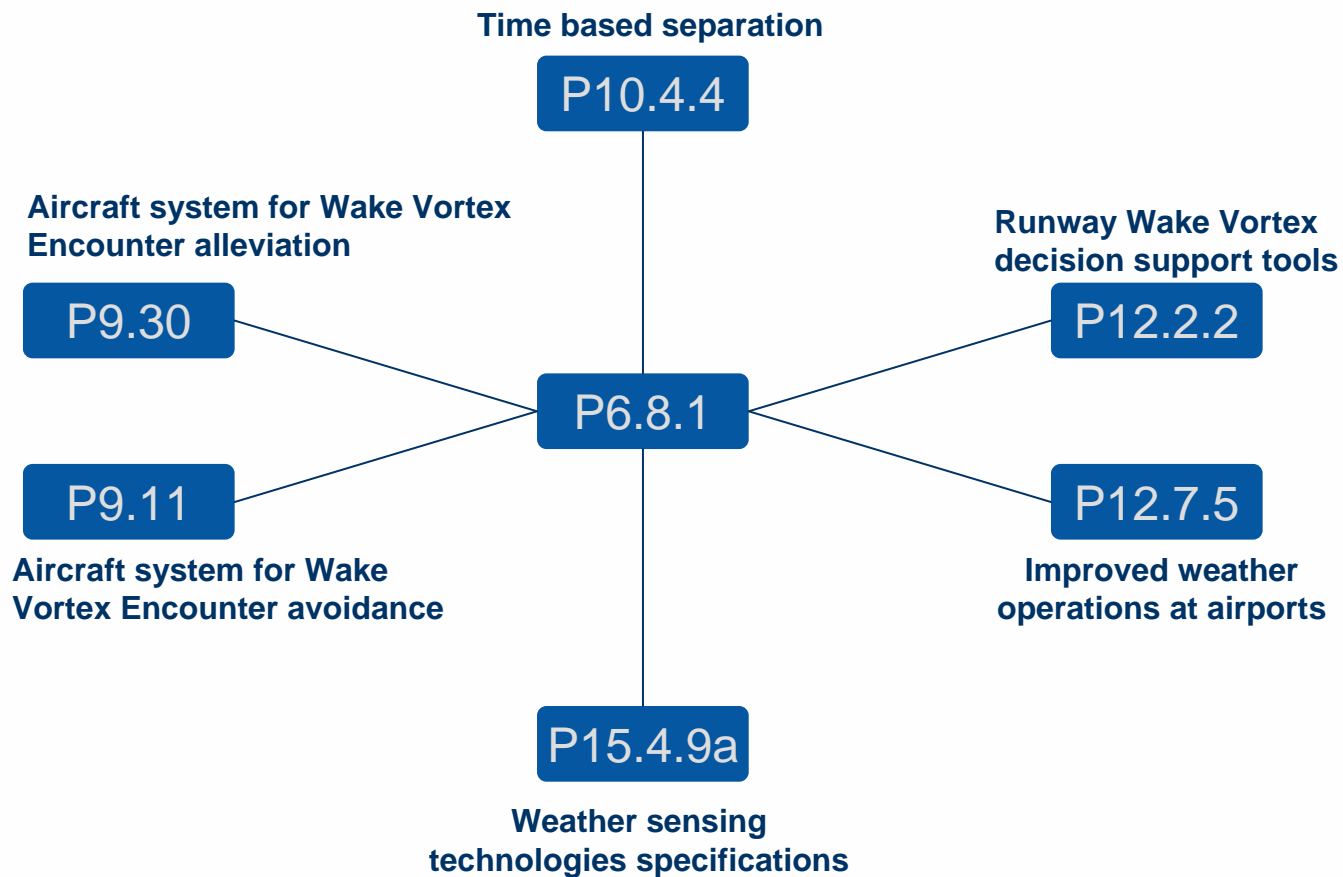 Time based separation
P10.4.4
Aircraft system for Wake Vortex
Encounter alleviation
Runway Wake Vortex
decision support tools
P9.30
P12.2.2
P6.8.1
P9.11
P12.7.5
Aircraft system for Wake
Vortex Encounter avoidance
Improved weather
operations at airports
P15.4.9a
Weather sensing
technologies specifications